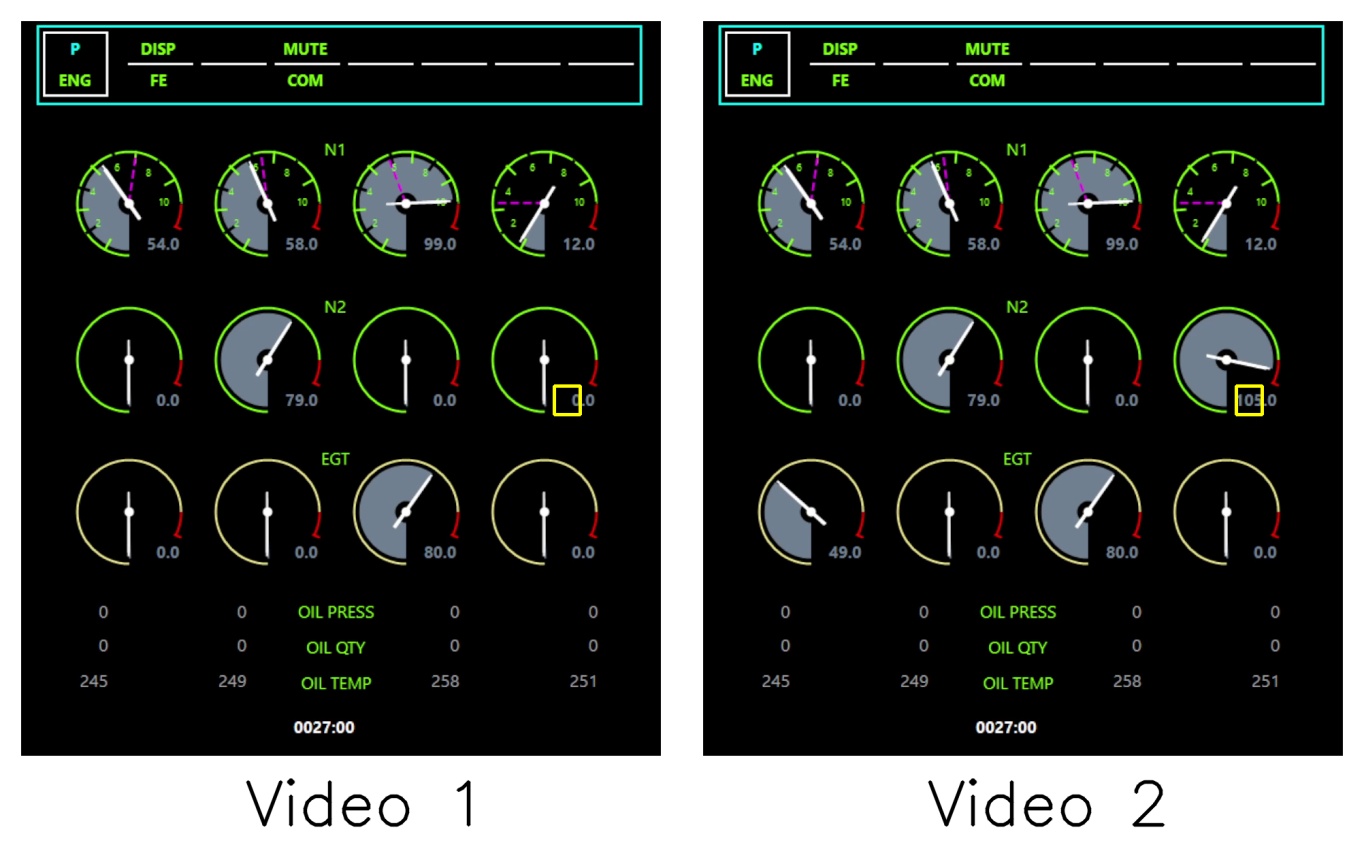 P DISP MUTE
ENG FE COM
P DISP MUTE
ENG FE COM
N1
2 4 6 8 10 54.0
2 4 6 8 10 58.0
2 4 6 8 10 99.0
2 4 6 8 10 12.0
N1
2 4 6 8 10 54.0
2 4 6 8 10 58.0
2 4 6 8 10 99.0
2 4 6 8 10 12.0
N2
0.0 79.0 0.0 0.0
N2
0.0 79.0 0.0 105.0
EGT
0.0 0.0 80.0 0.0
EGT
49.0 0.0 80.0 0.0
0 0 OIL PRESS 0 0
0 0 OIL QTY 0 0
245 249 OIL TEMP 258 251
0027:00
0 0 OIL PRESS 0 0
0 0 OIL QTY 0 0
245 249 OIL TEMP 258 251
0027:00
Video 1
Video 2